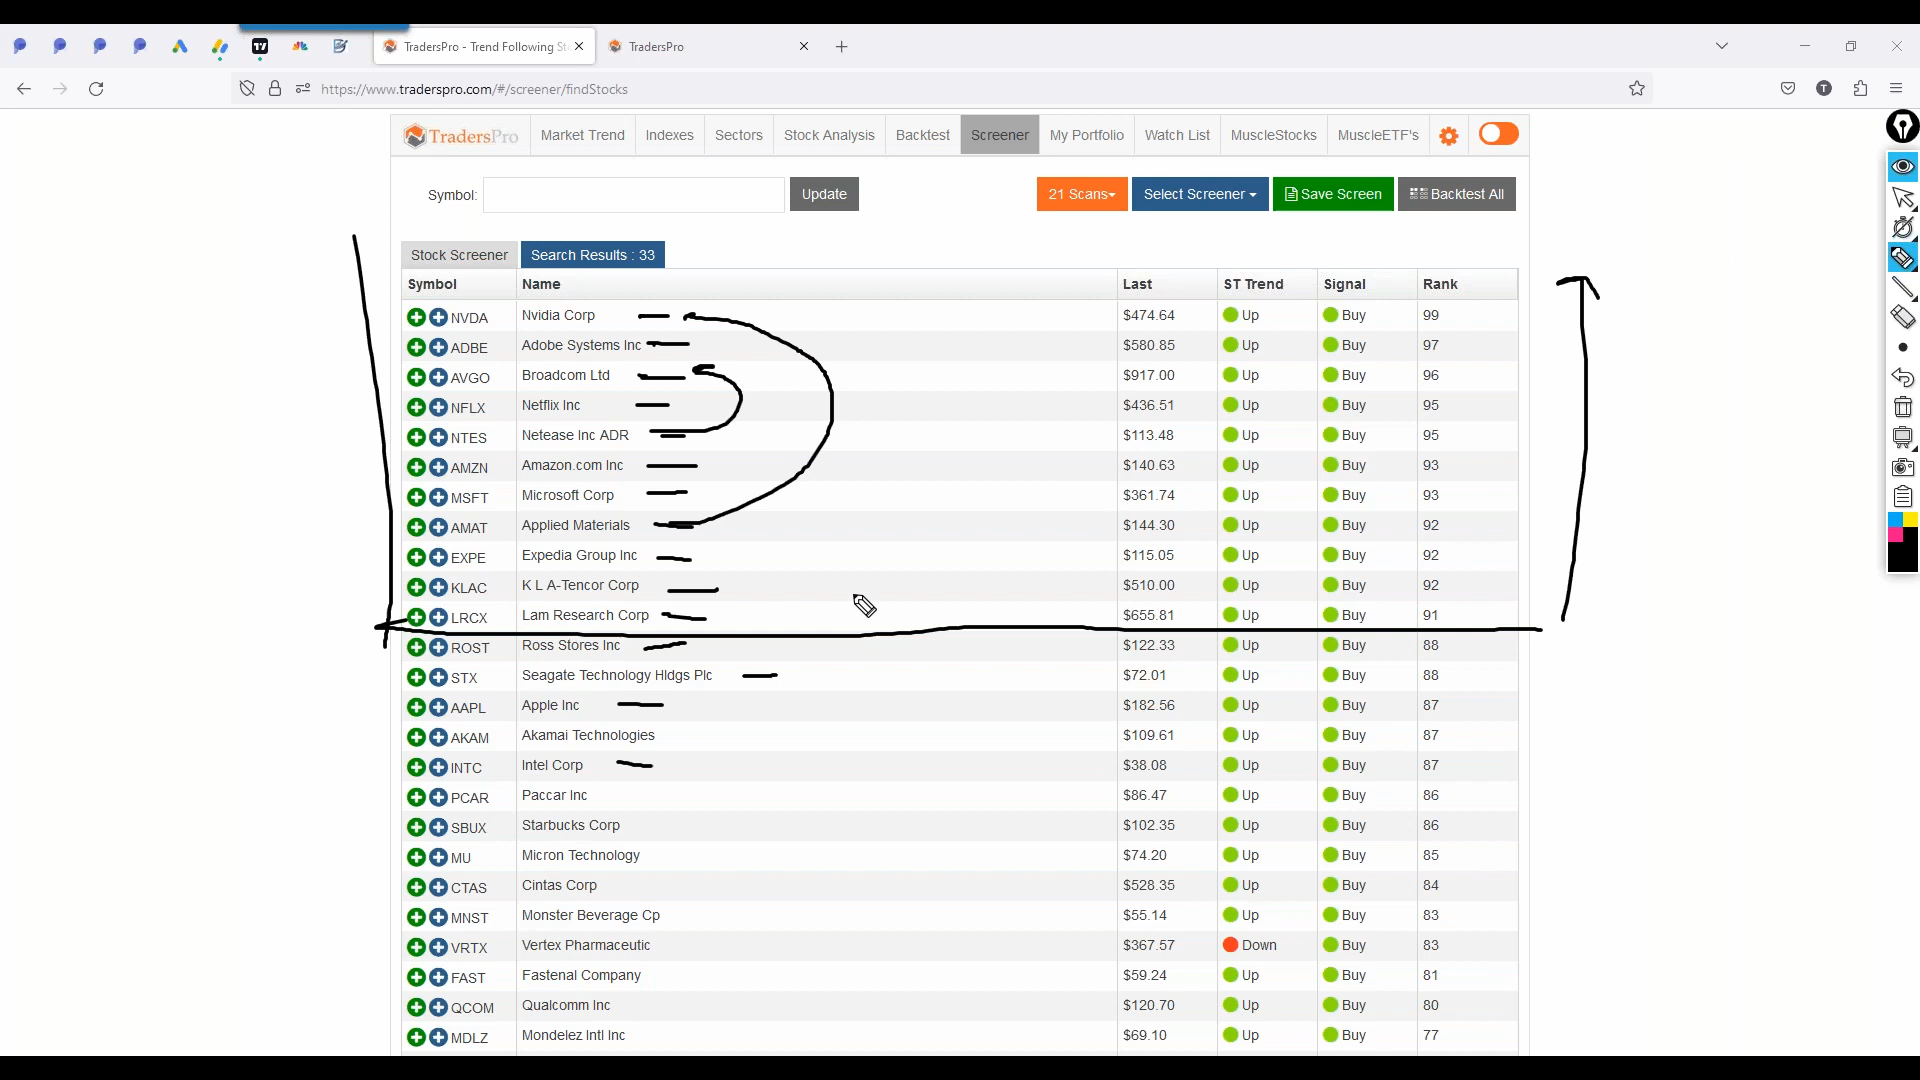 TradersPro - Trend Following St
TradersPro
https://www.traderspro.com/#/screener/findStocks
T
TradersPro Market Trend Indexes Sectors Stock Analysis Backtest Screener My Portfolio Watch List MuscleStocks MuscleETF's
Symbol: Update 21 Scans Select Screener Save Screen Backtest All
Stock Screener Search Results : 33
Symbol Name Last ST Trend Signal Rank
NVDA Nvidia Corp $474.64 Up Buy 99
ADBE Adobe Systems Inc $580.85 Up Buy 97
AVGO Broadcom Ltd $917.00 Up Buy 96
NFLX Netflix Inc $436.51 Up Buy 95
NTES Netease Inc ADR $113.48 Up Buy 95
AMZN Amazon.com Inc $140.63 Up Buy 93
MSFT Microsoft Corp $361.74 Up Buy 93
AMAT Applied Materials $144.30 Up Buy 92
EXPE Expedia Group Inc $115.05 Up Buy 92
KLAC K L A-Tencor Corp $510.00 Up Buy 92
LRCX Lam Research Corp $655.81 Up Buy 91
ROST Ross Stores Inc $122.33 Up Buy 88
STX Seagate Technology Hldgs Plc $72.01 Up Buy 88
AAPL Apple Inc $182.56 Up Buy 87
AKAM Akamai Technologies $109.61 Up Buy 87
INTC Intel Corp $38.08 Up Buy 87
PCAR Paccar Inc $86.47 Up Buy 86
SBUX Starbucks Corp $102.35 Up Buy 86
MU Micron Technology $74.20 Up Buy 85
CTAS Cintas Corp $528.35 Up Buy 84
MNST Monster Beverage Cp $55.14 Up Buy 83
VRTX Vertex Pharmaceutic $367.57 Down Buy 83
FAST Fastenal Company $59.24 Up Buy 81
QCOM Qualcomm Inc $120.70 Up Buy 80
MDLZ Mondelez Intl Inc $69.10 Up Buy 77